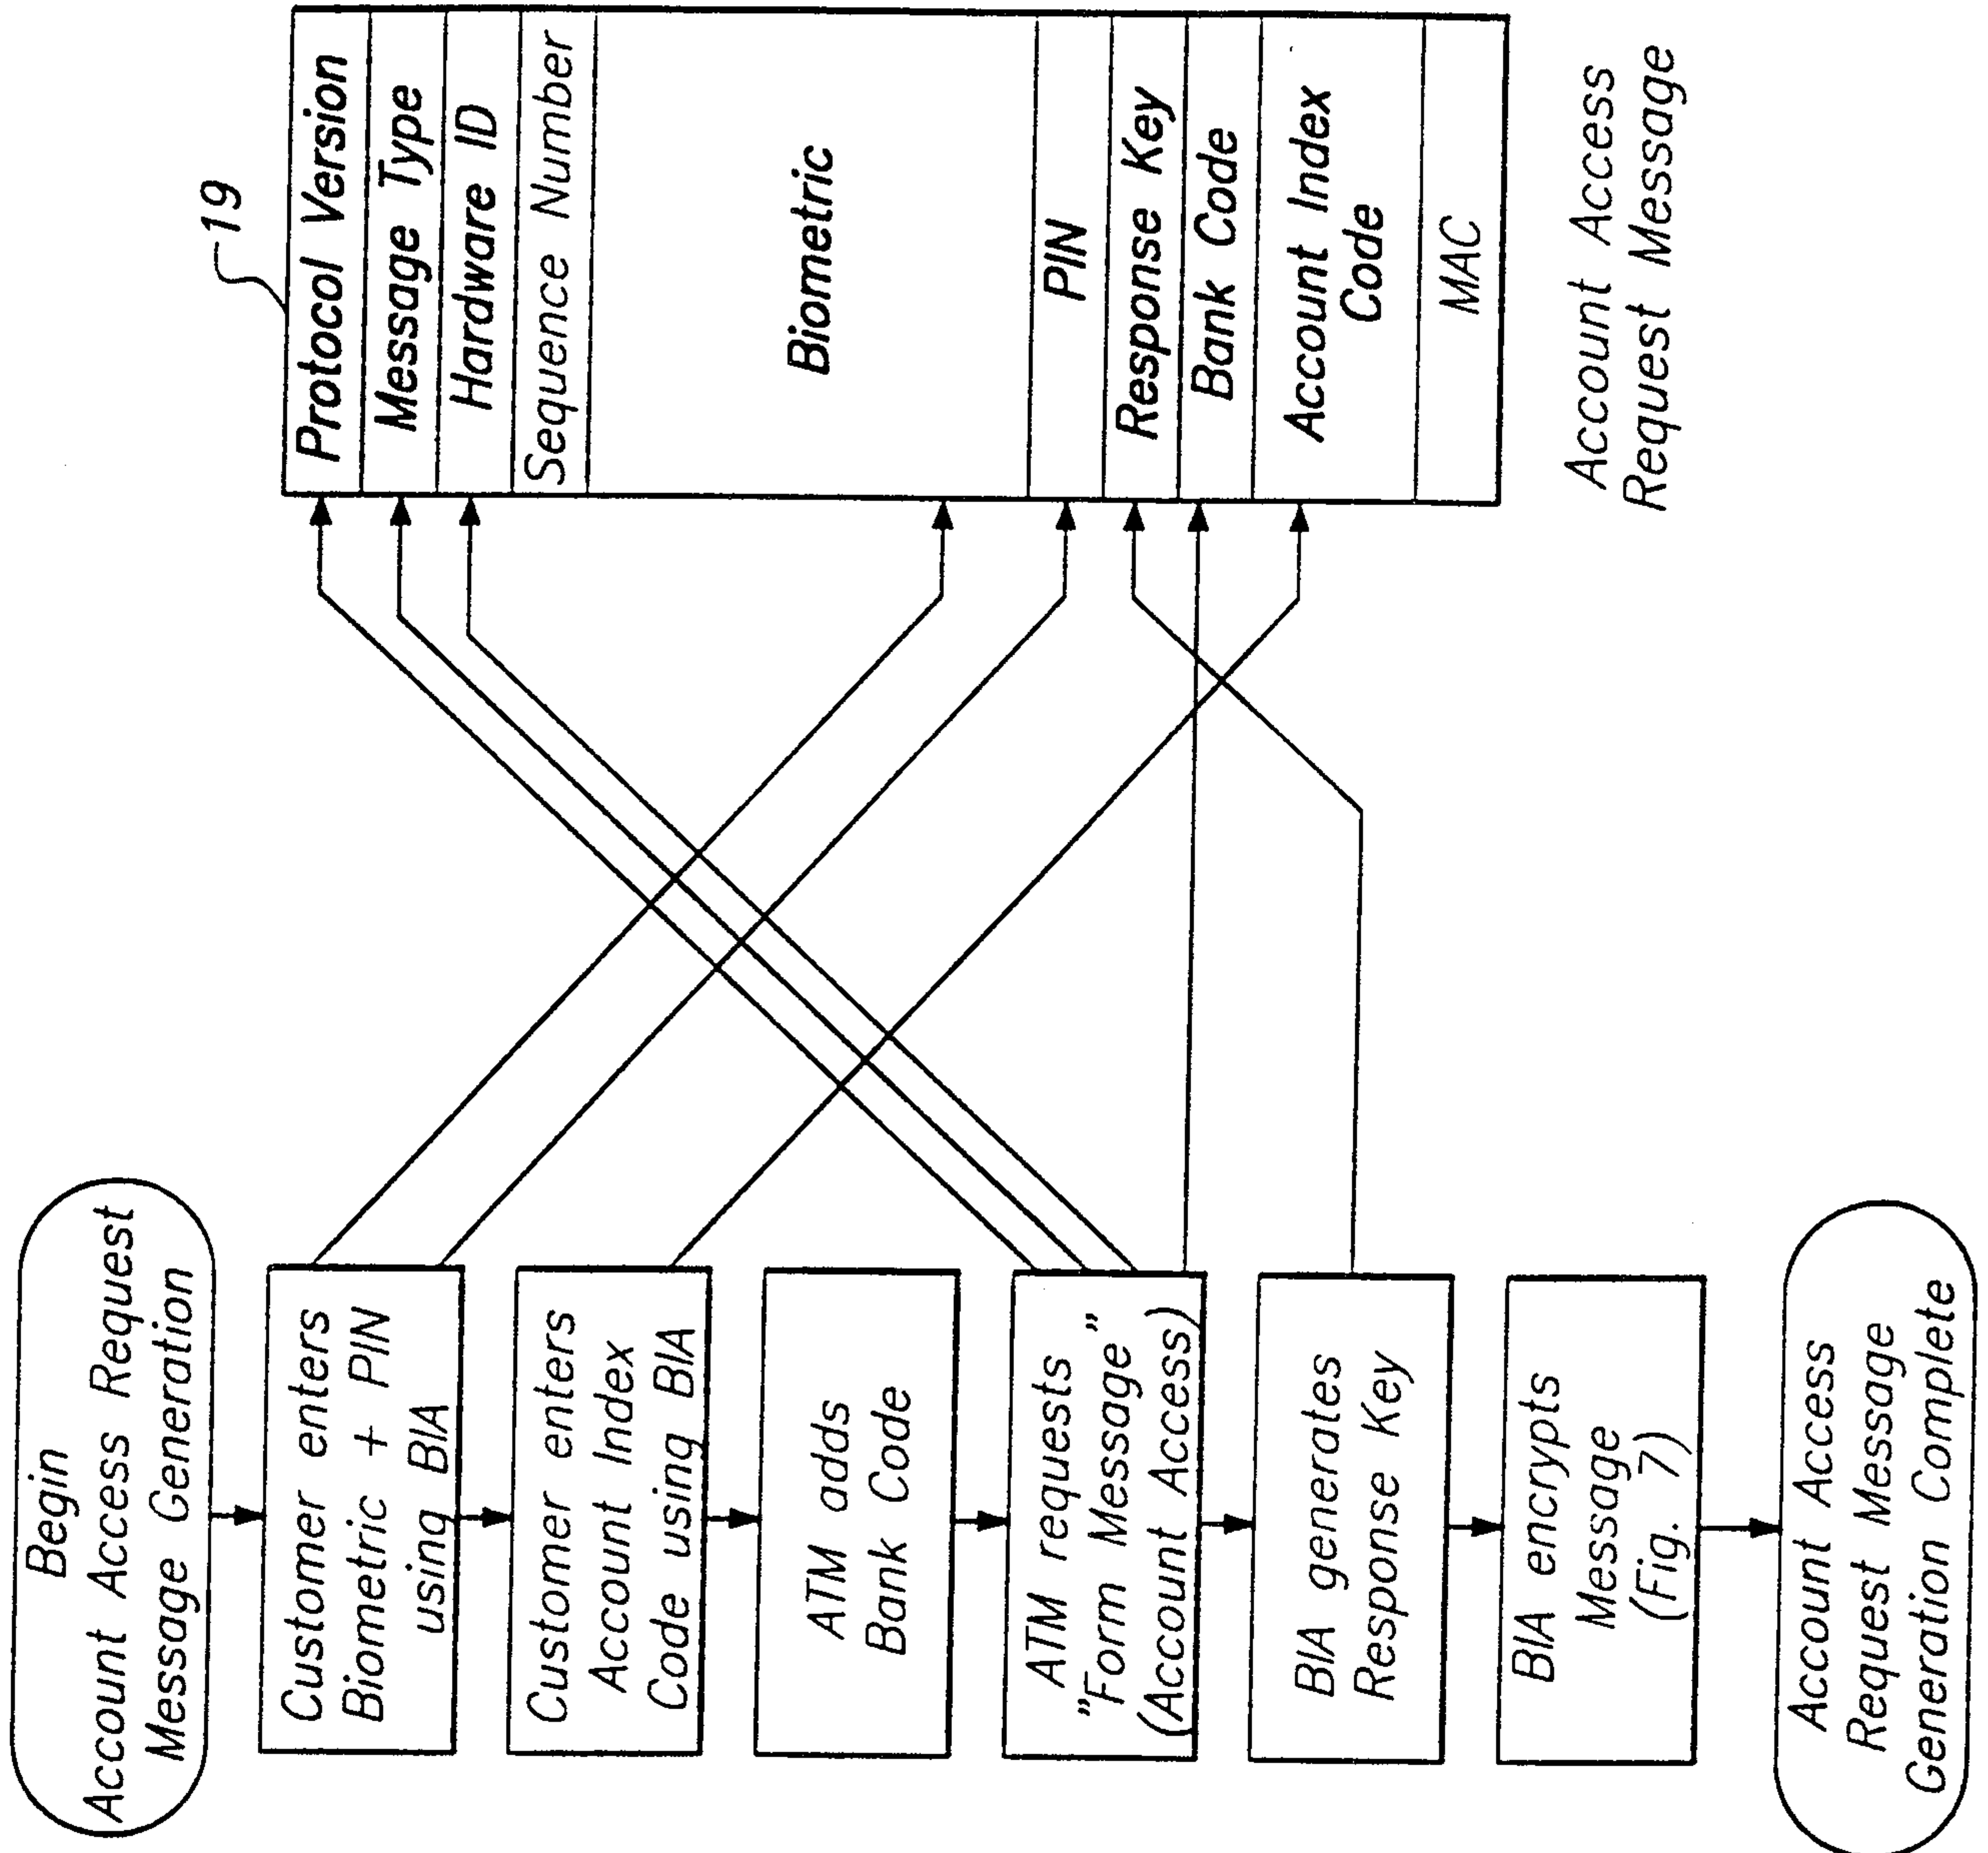 Begin
Account Access Request
Message Generation
Customer enters
Biometric + PIN
using BIA
Customer enters
Account Index
Code using BIA
ATM adds
Bank Code
ATM requests
"Form Message"
(Account Access)
BIA generates
Response Key
BIA encrypts
Message
(Fig. 7)
Account Access
Request Message
Generation Complete
19
Protocol Version
Message Type
Hardware ID
Sequence Number
Biometric
PIN
Response Key
Bank Code
Account Index
Code
MAC
Account Access
Request Message